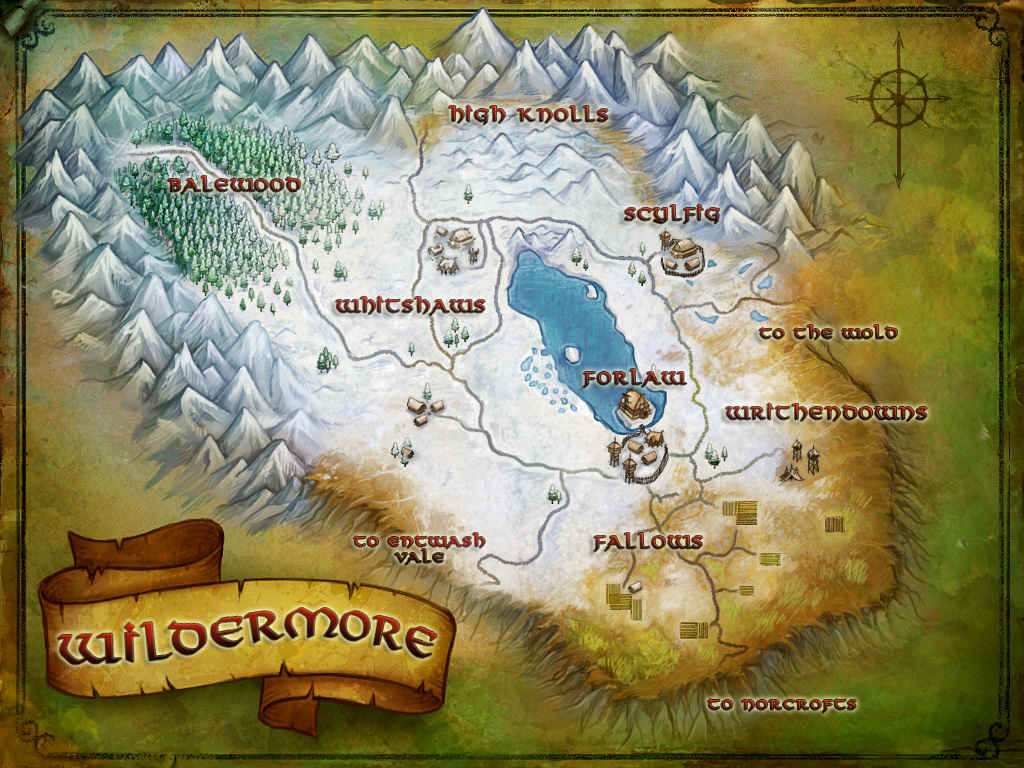 HIGH KNOLLS
BALEWOOD
SCYLFIG
WHITSHAWS
TO THE WOLD
FORLAW
WRITHENDOWNS
TO ENTWASH
VALE
FALLOWS
WILDERMORE
TO NORCROFTS